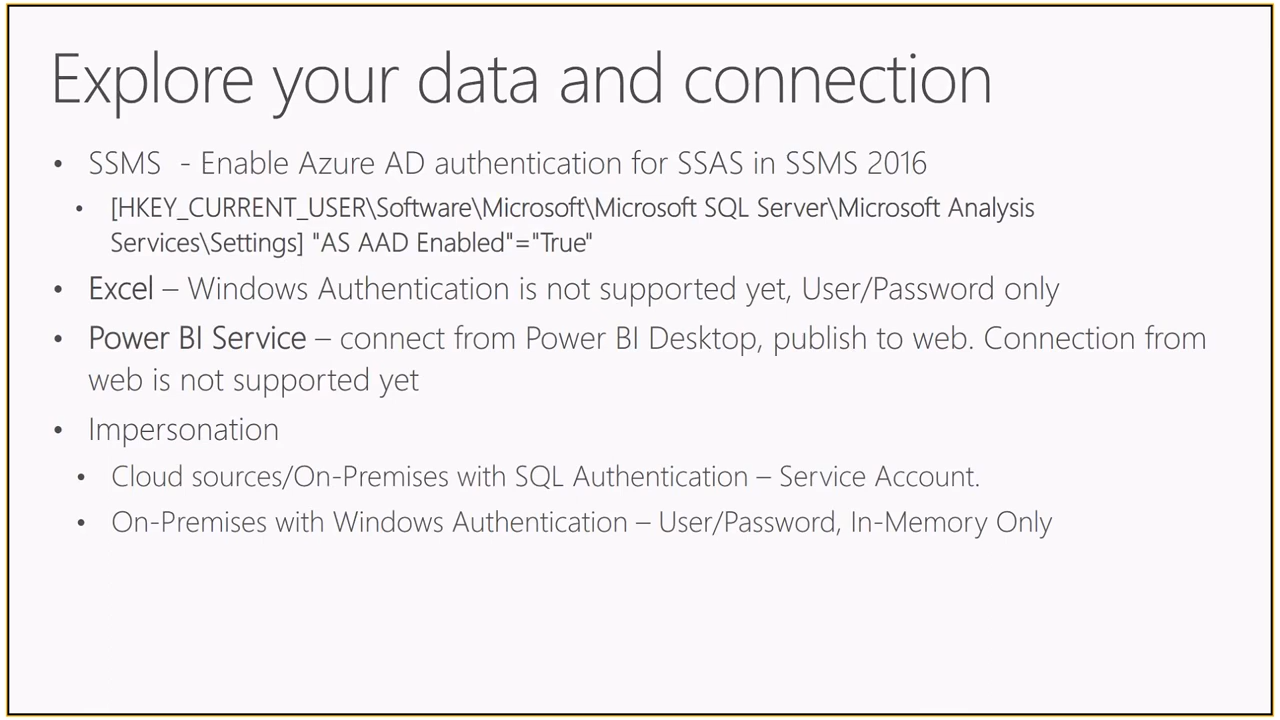 Explore your data and connection
• SSMS - Enable Azure AD authentication for SSAS in SSMS 2016
• [HKEY_CURRENT_USER\Software\Microsoft\Microsoft SQL Server\Microsoft Analysis
Services\Settings] "AS AAD Enabled"="True"
• Excel – Windows Authentication is not supported yet, User/Password only
• Power BI Service – connect from Power BI Desktop, publish to web. Connection from
web is not supported yet
• Impersonation
• Cloud sources/On-Premises with SQL Authentication – Service Account.
• On-Premises with Windows Authentication – User/Password, In-Memory Only